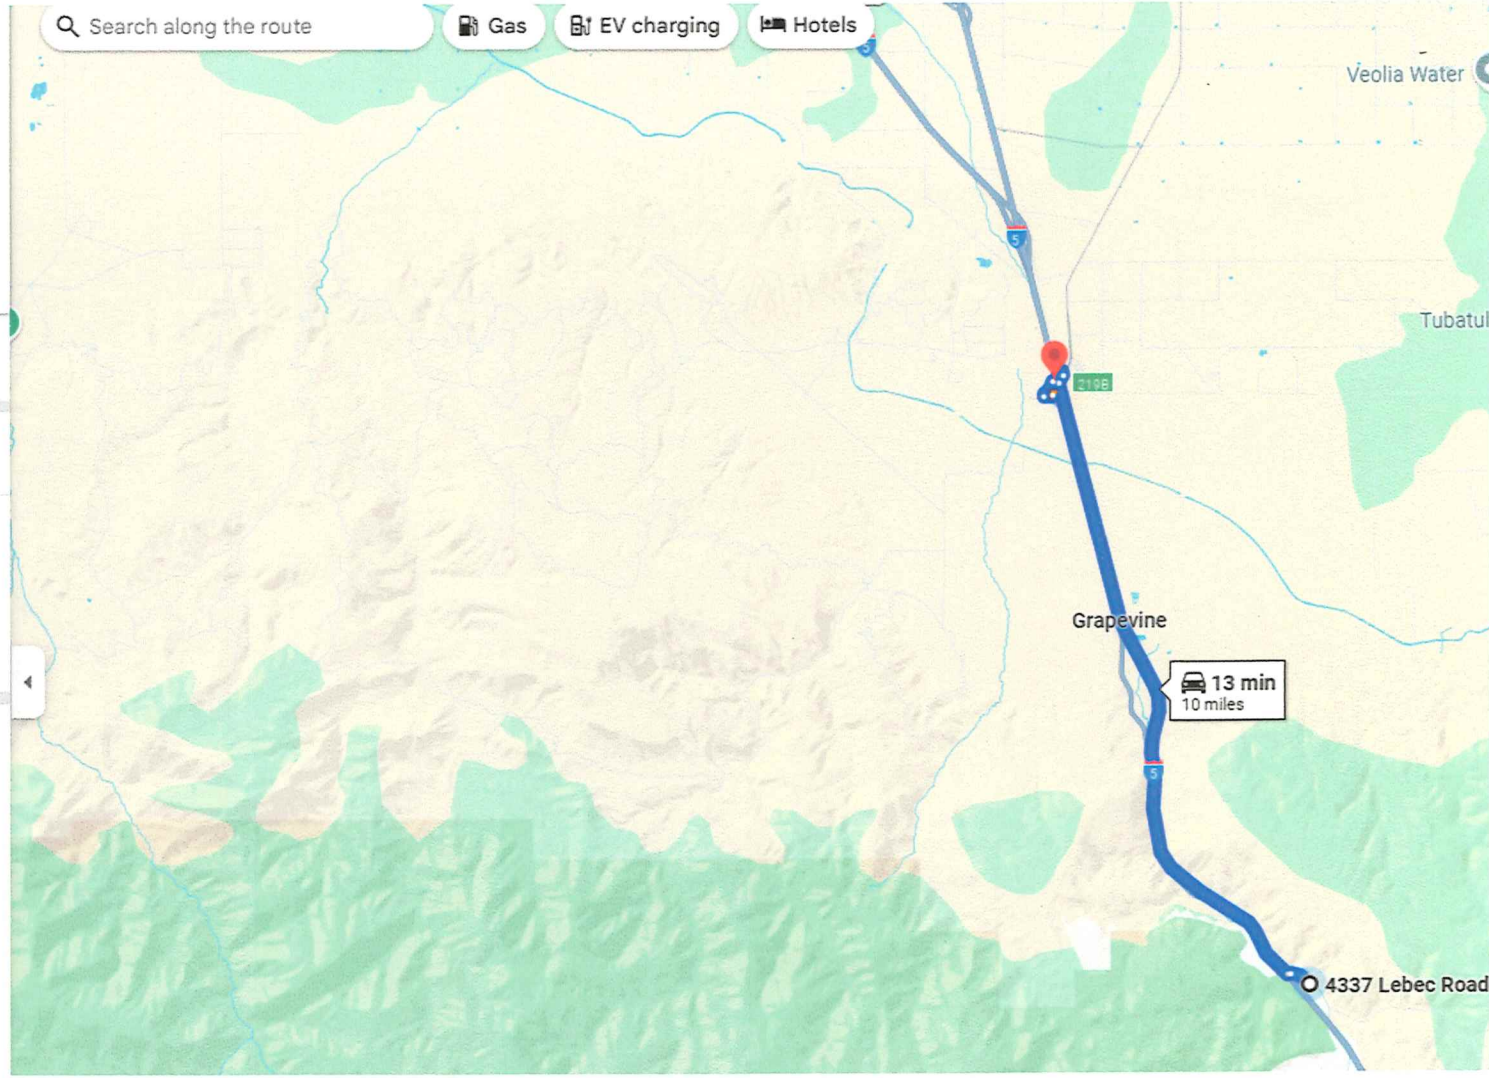 Search along the route
Gas
EV charging
Hotels
5
Veolia Water
5
Tubatul
219B
Grapevine
13 min
10 miles
5
4337 Lebec Road